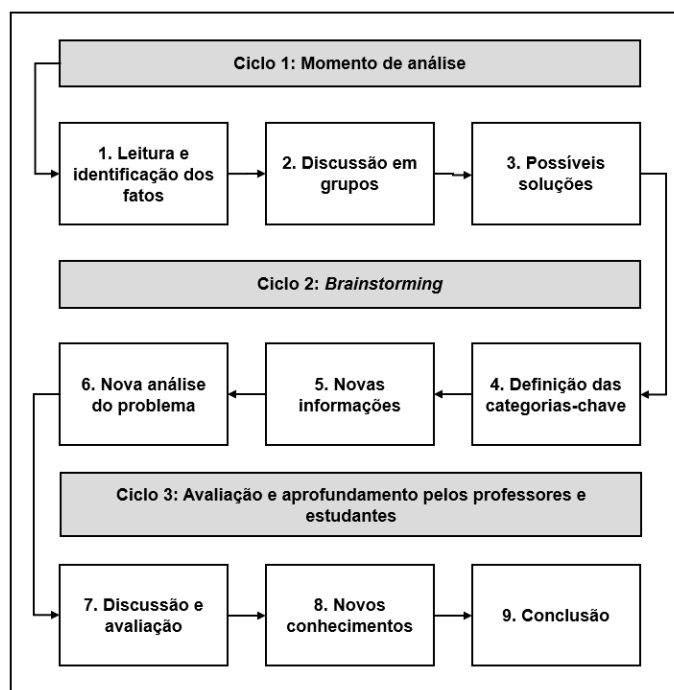 Ciclo 1: Momento de análise
1. Leitura e
identificação dos
fatos
2. Discussão em
grupos
3. Possíveis
soluções
Ciclo 2: Brainstorming
6. Nova análise
do problema
5. Novas
informações
4. Definição das
categorias-chave
Ciclo 3: Avaliação e aprofundamento pelos professores e
estudantes
7. Discussão e
avaliação
8. Novos
conhecimentos
9. Conclusão